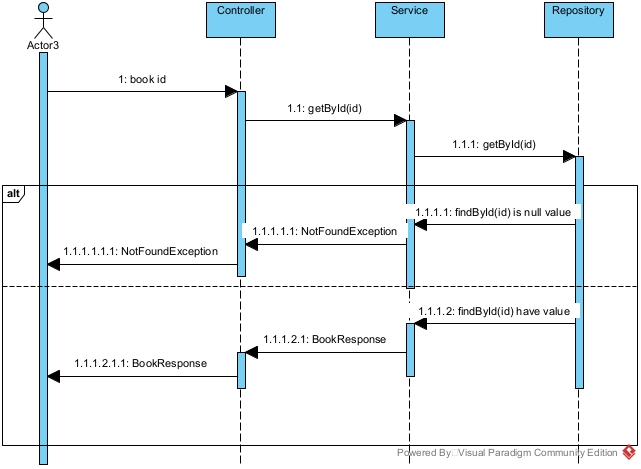 Controller
Service
Repository
Actor3
1: book id
1.1: getById(id)
1.1.1: getById(id)
alt
1.1.1.1: findById(id) is null value
1.1.1.1.1: NotFoundException
1.1.1.1.1.1: NotFoundException
1.1.1.2: findById(id) have value
1.1.1.2.1: BookResponse
1.1.1.2.1.1: BookResponse
Powered By Visual Paradigm Community Edition